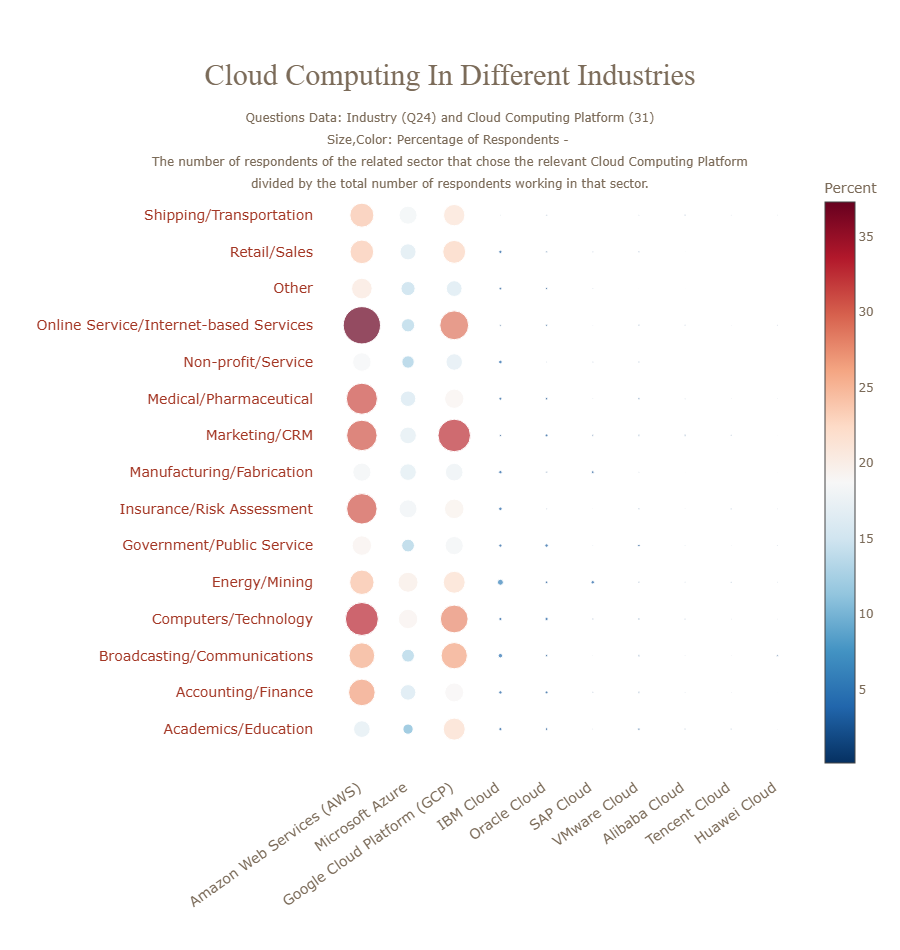 Cloud Computing In Different Industries
Questions Data: Industry (Q24) and Cloud Computing Platform (31)
Size,Color: Percentage of Respondents -
The number of respondents of the related sector that chose the relevant Cloud Computing Platform
divided by the total number of respondents working in that sector.
Percent
35
30
25
20
15
10
5
Shipping/Transportation
Retail/Sales
Other
Online Service/Internet-based Services
Non-profit/Service
Medical/Pharmaceutical
Marketing/CRM
Manufacturing/Fabrication
Insurance/Risk Assessment
Government/Public Service
Energy/Mining
Computers/Technology
Broadcasting/Communications
Accounting/Finance
Academics/Education
Amazon Web Services (AWS)
Microsoft Azure
Google Cloud Platform (GCP)
IBM Cloud
Oracle Cloud
SAP Cloud
VMware Cloud
Alibaba Cloud
Tencent Cloud
Huawei Cloud